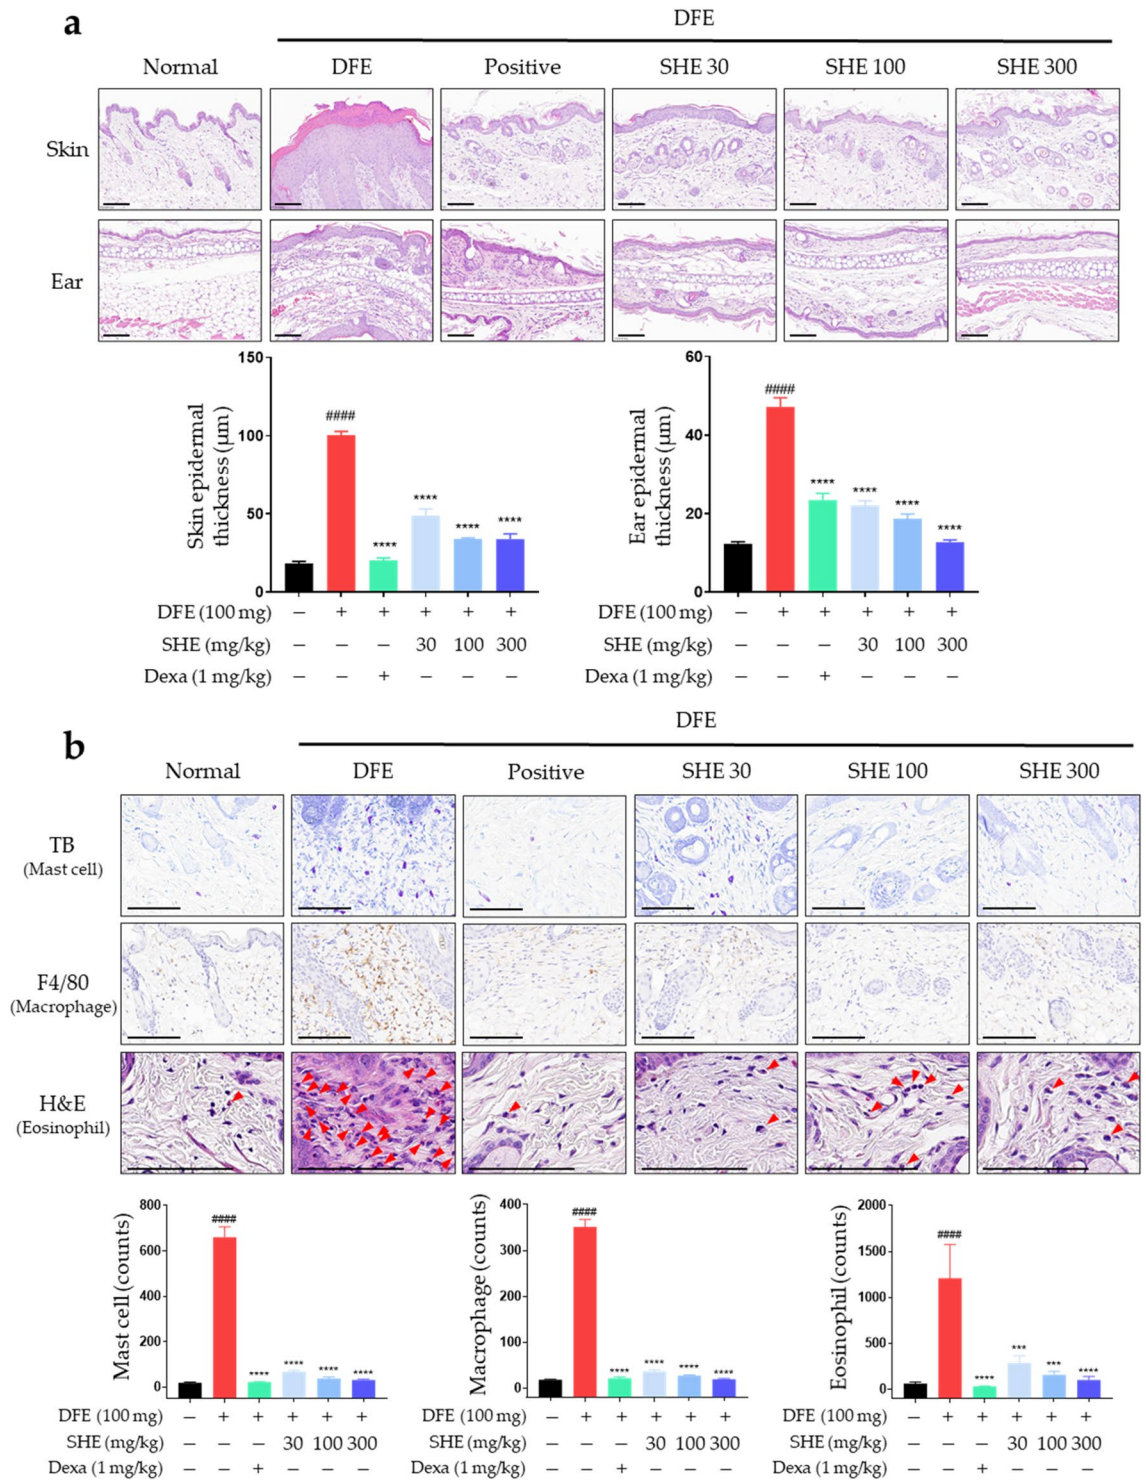 a
DFE
Normal DFE Positive SHE 30 SHE 100 SHE 300
Skin
Ear
150
100
50
0
Skin epidermal
thickness (µm)
####
****
****
****
****
DFE (100 mg) − + + + + +
SHE (mg/kg) − − − 30 100 300
Dexa (1 mg/kg) − − + − − −
60
40
20
0
Ear epidermal
thickness (µm)
####
****
****
****
****
DFE (100 mg) − + + + + +
SHE (mg/kg) − − − 30 100 300
Dexa (1 mg/kg) − − + − − −
b
DFE
Normal DFE Positive SHE 30 SHE 100 SHE 300
TB
(Mast cell)
F4/80
(Macrophage)
H&E
(Eosinophil)
800
600
400
200
0
Mast cell (counts)
####
****
****
****
****
DFE (100 mg) − + + + + +
SHE (mg/kg) − − − 30 100 300
Dexa (1 mg/kg) − − + − − −
400
300
200
100
0
Macrophage (counts)
####
****
****
****
****
DFE (100 mg) − + + + + +
SHE (mg/kg) − − − 30 100 300
Dexa (1 mg/kg) − − + − − −
2000
1500
1000
500
0
Eosinophil (counts)
####
****
***
***
****
DFE (100 mg) − + + + + +
SHE (mg/kg) − − − 30 100 300
Dexa (1 mg/kg) − − + − − −